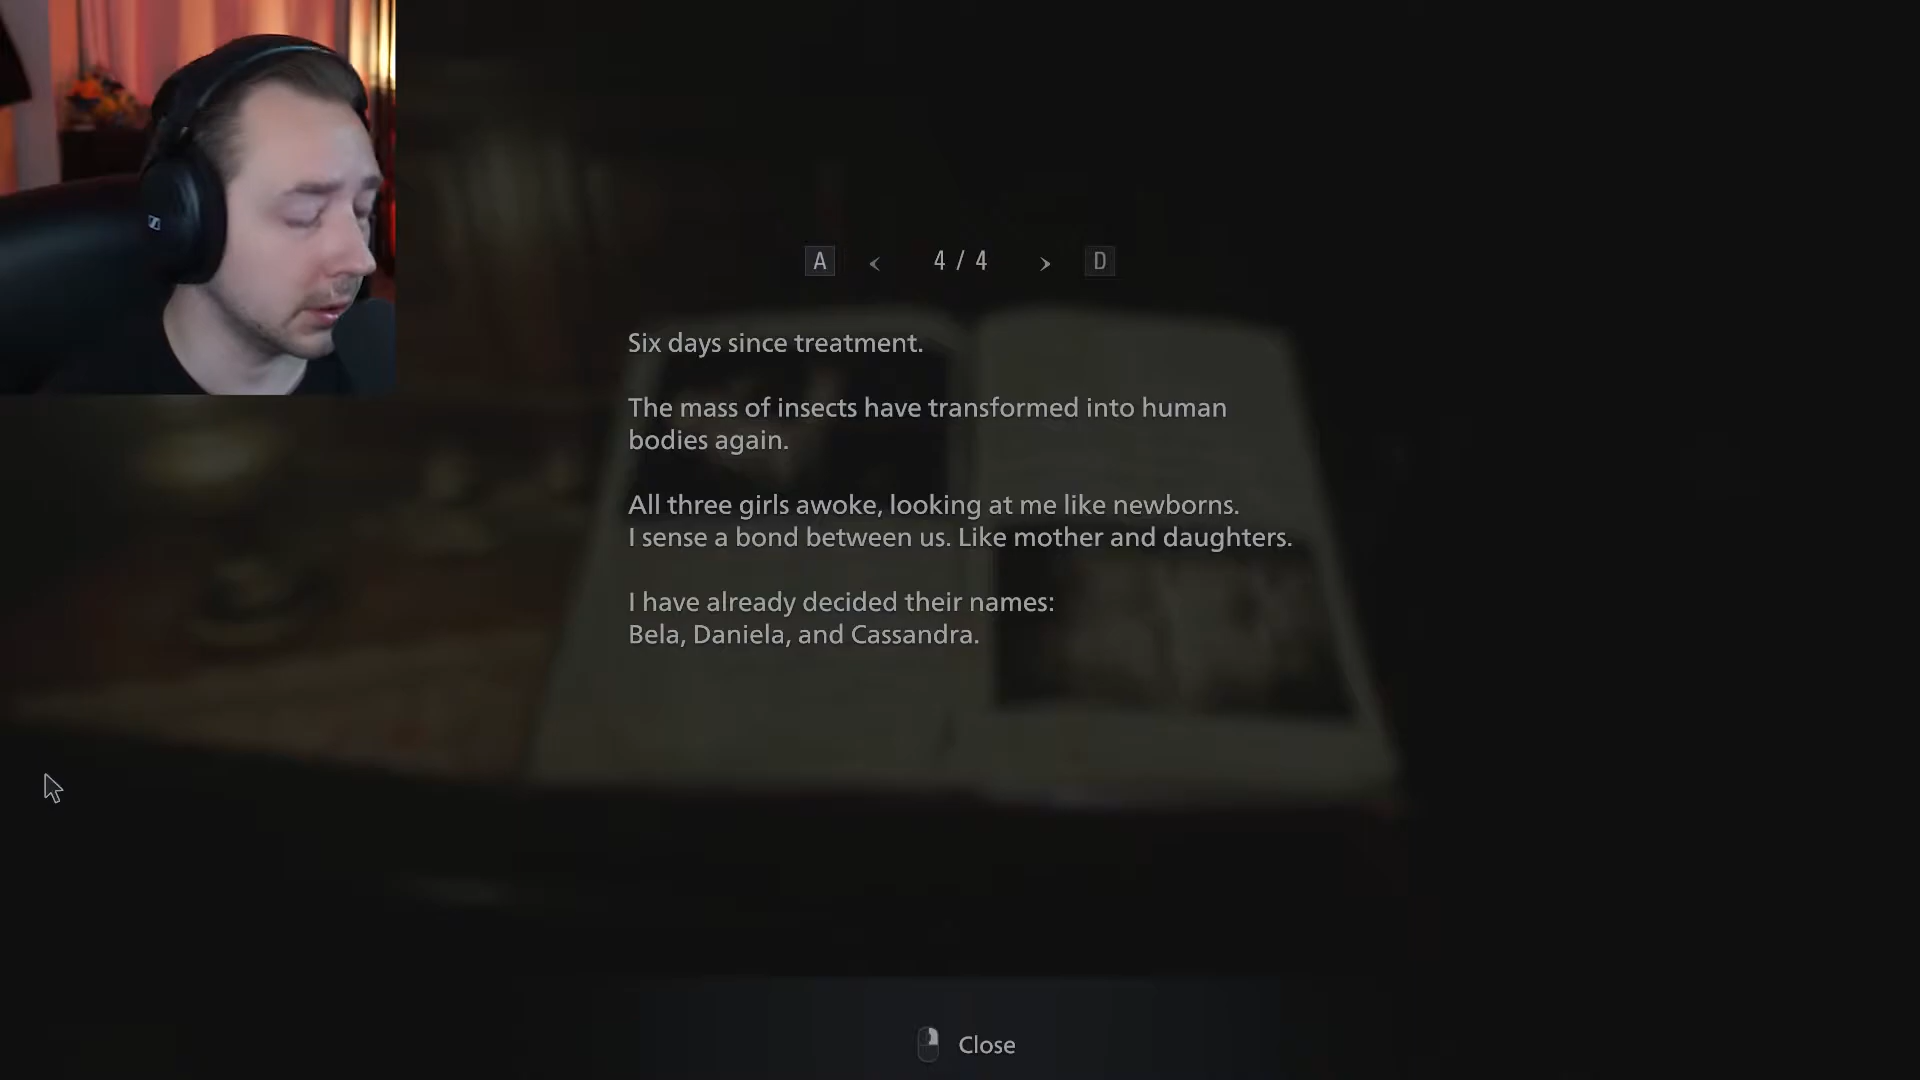 A < 4 / 4 > D
Six days since treatment.
The mass of insects have transformed into human
bodies again.
All three girls awoke, looking at me like newborns.
I sense a bond between us. Like mother and daughters.
I have already decided their names:
Bela, Daniela, and Cassandra.
Close